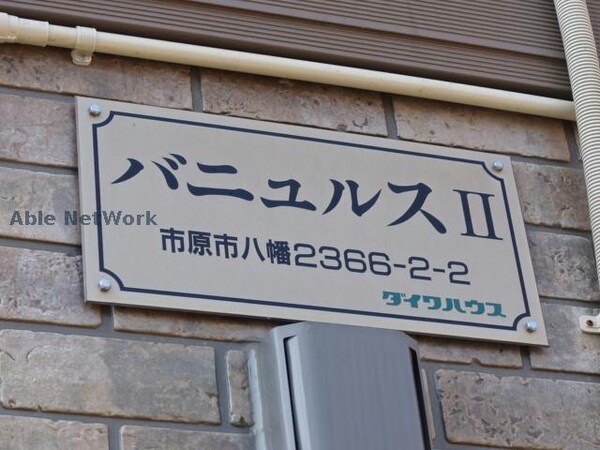 バニュルスⅡ
Able NetWork
市原市八幡2366-2-2
ダイワハウス